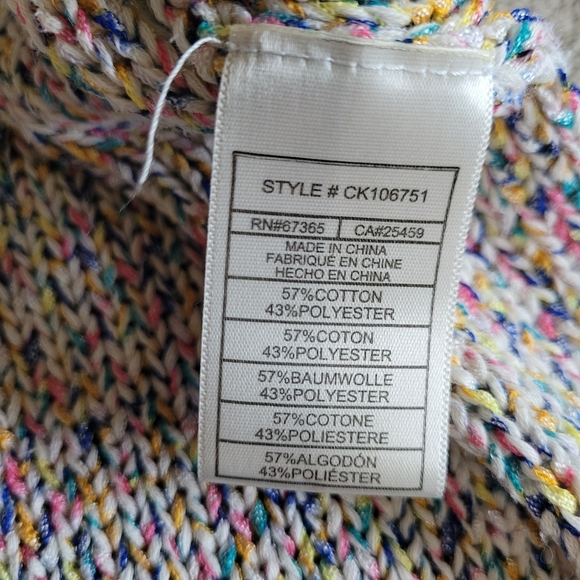 STYLE # CK106751
RN#67365 CA#25459
MADE IN CHINA
FABRIQUÉ EN CHINE
HECHO EN CHINA
57%COTTON
43%POLYESTER
57%COTON
43%POLYESTER
57%BAUMWOLLE
43%POLYESTER
57%COTONE
43%POLIESTERE
57%ALGODÓN
43%POLIÉSTER